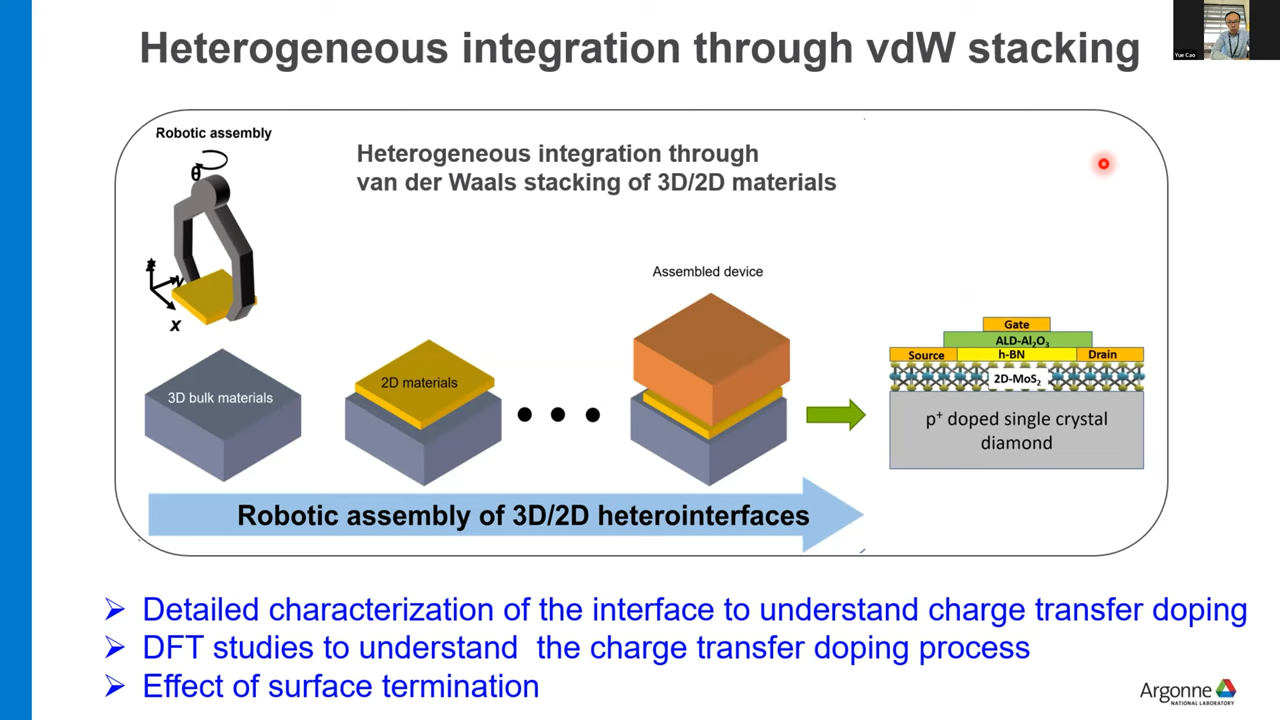 Heterogeneous integration through vdW stacking
Yue Cao
Robotic assembly
θ
z
y
x
Heterogeneous integration through
van der Waals stacking of 3D/2D materials
Assembled device
3D bulk materials
2D materials
Gate
ALD-Al₂O₃
Source
h-BN
Drain
2D-MoS₂
p⁺ doped single crystal
diamond
Robotic assembly of 3D/2D heterointerfaces
➢ Detailed characterization of the interface to understand charge transfer doping
➢ DFT studies to understand the charge transfer doping process
➢ Effect of surface termination
Argonne
NATIONAL LABORATORY